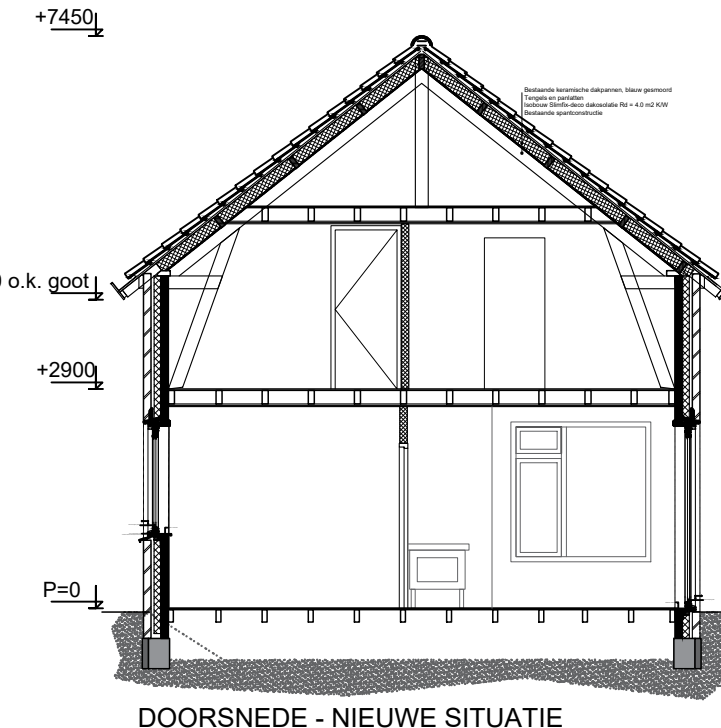 +7450
Bestaande keramische dakpannen, blauw gesmoord
Tengels en panlatten
Isobouw Slimfix-deco dakosolatie Rd = 4.0 m2 K/W
Bestaande spantconstructie
o.k. goot
+2900
P=0
DOORSNEDE - NIEUWE SITUATIE